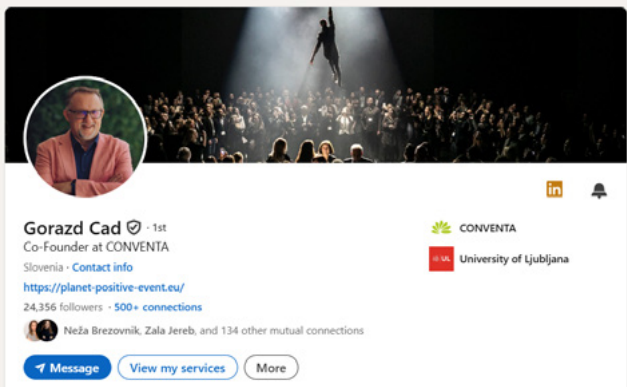 in
Gorazd Cad · 1st
Co-Founder at CONVENTA
Slovenia · Contact info
https://planet-positive-event.eu/
24,356 followers · 500+ connections
Neža Brezovnik, Zala Jereb, and 134 other mutual connections
Message
View my services
More
CONVENTA
UL
University of Ljubljana